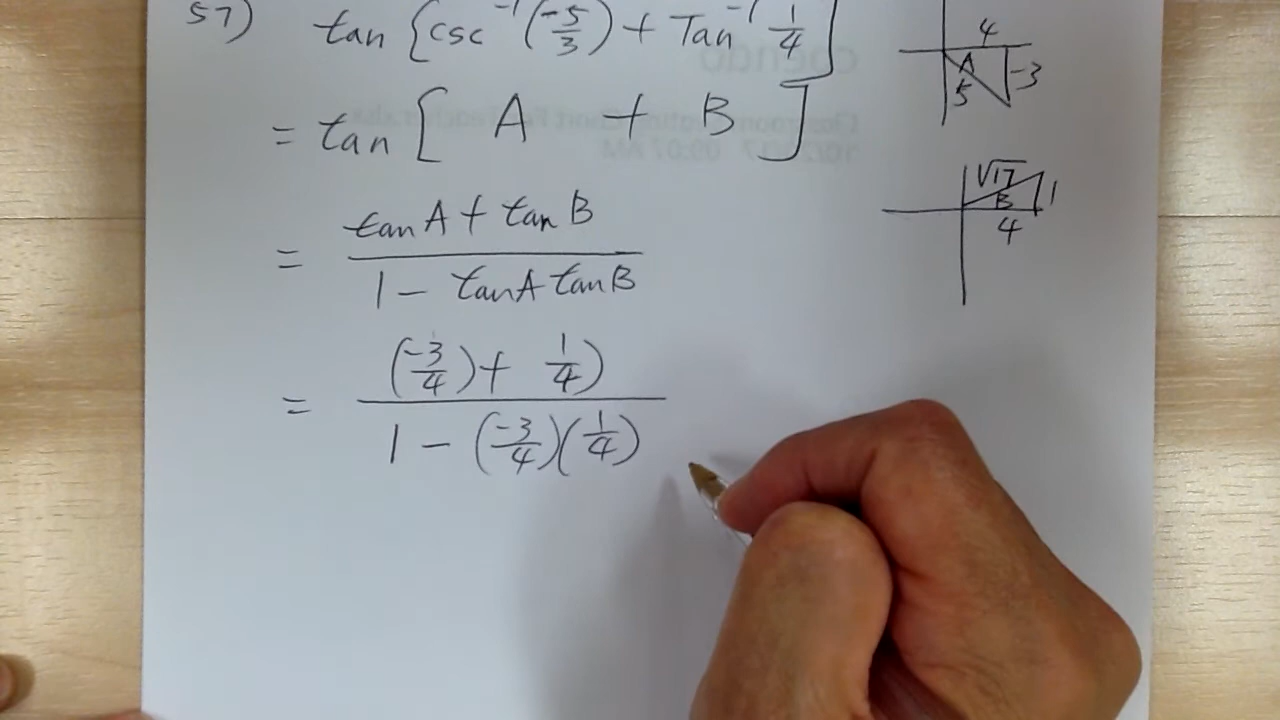 57) tan [csc⁻¹(-5/3) + Tan⁻¹ 1/4]
= tan [ A + B ]
= (tan A + tan B) / (1 - tan A tan B)
= ((-3/4) + 1/4) / (1 - (-3/4)(1/4))
4
A
5
-3
√17
B
1
4